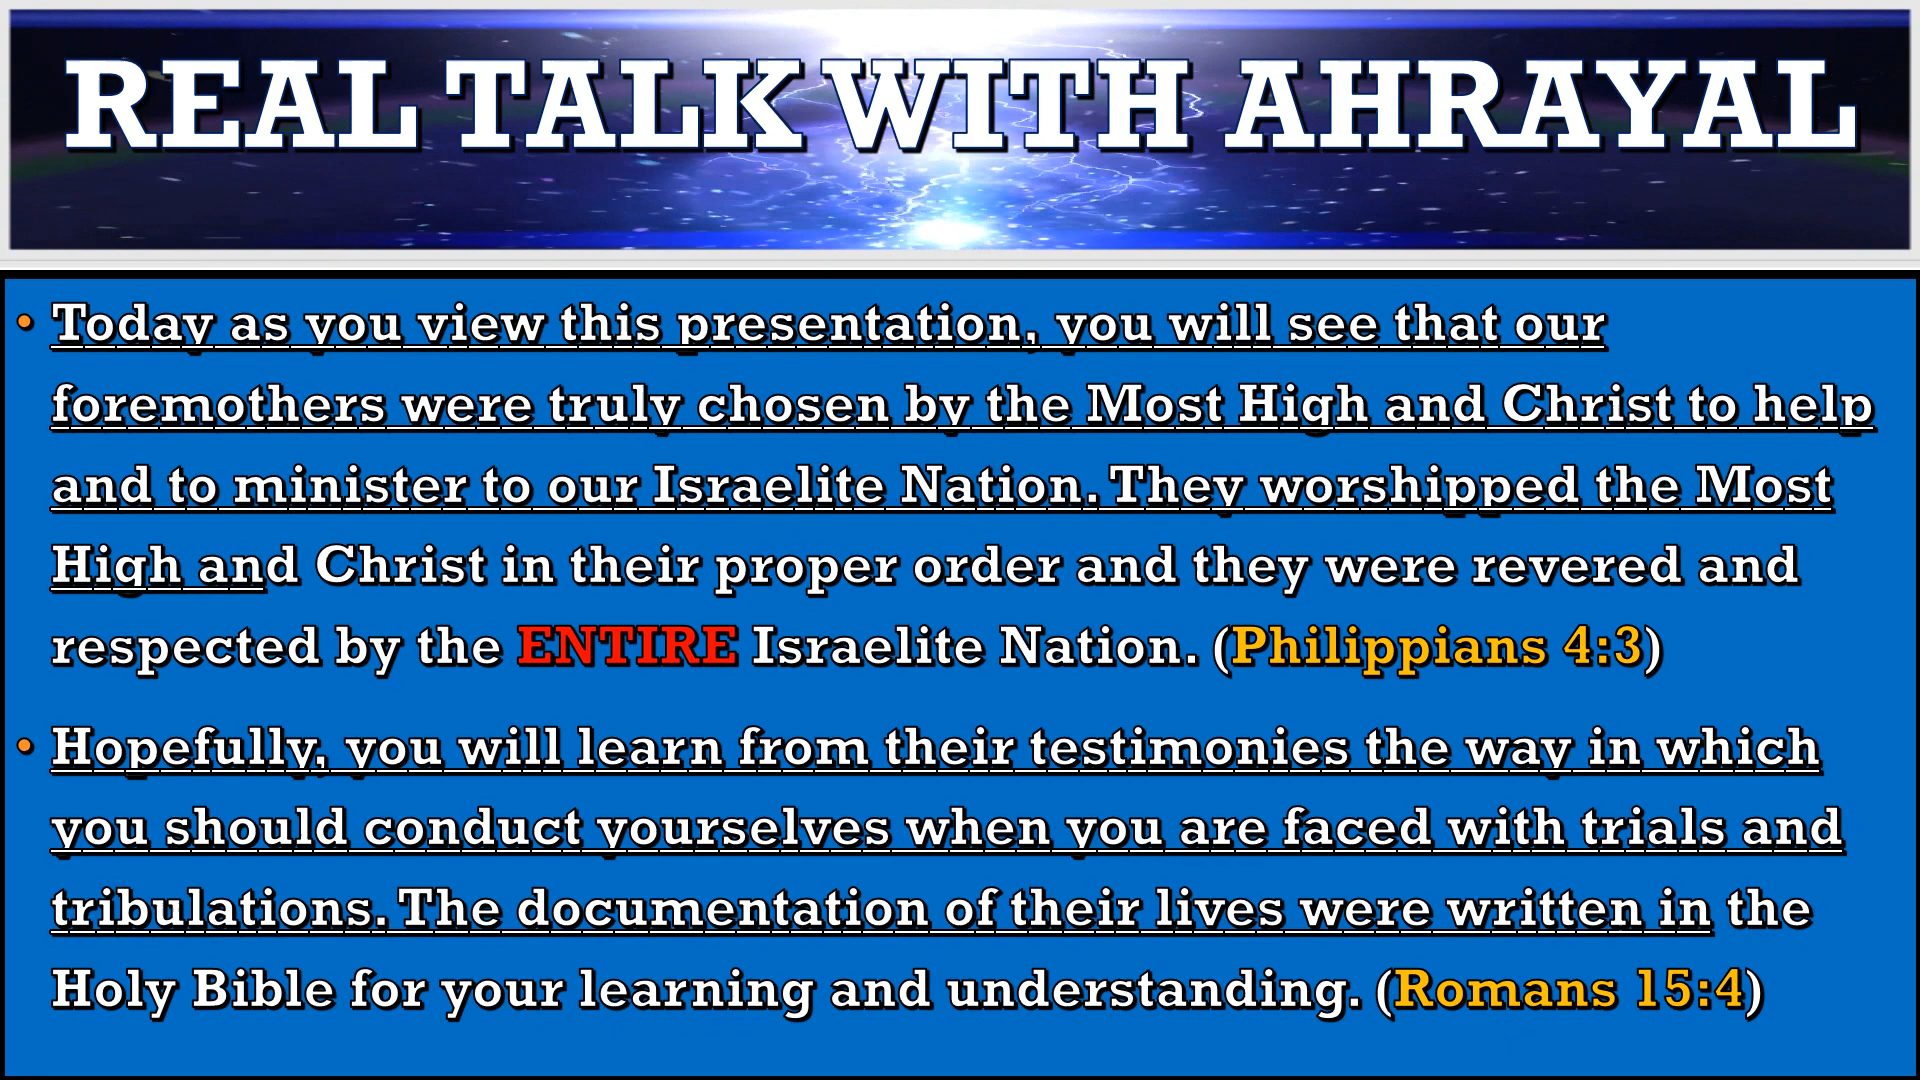 REAL TALK WITH AHRAYAL
• Today as you view this presentation, you will see that our
foremothers were truly chosen by the Most High and Christ to help
and to minister to our Israelite Nation. They worshipped the Most
High and Christ in their proper order and they were revered and
respected by the ENTIRE Israelite Nation. (Philippians 4:3)
• Hopefully, you will learn from their testimonies the way in which
you should conduct yourselves when you are faced with trials and
tribulations. The documentation of their lives were written in the
Holy Bible for your learning and understanding. (Romans 15:4)